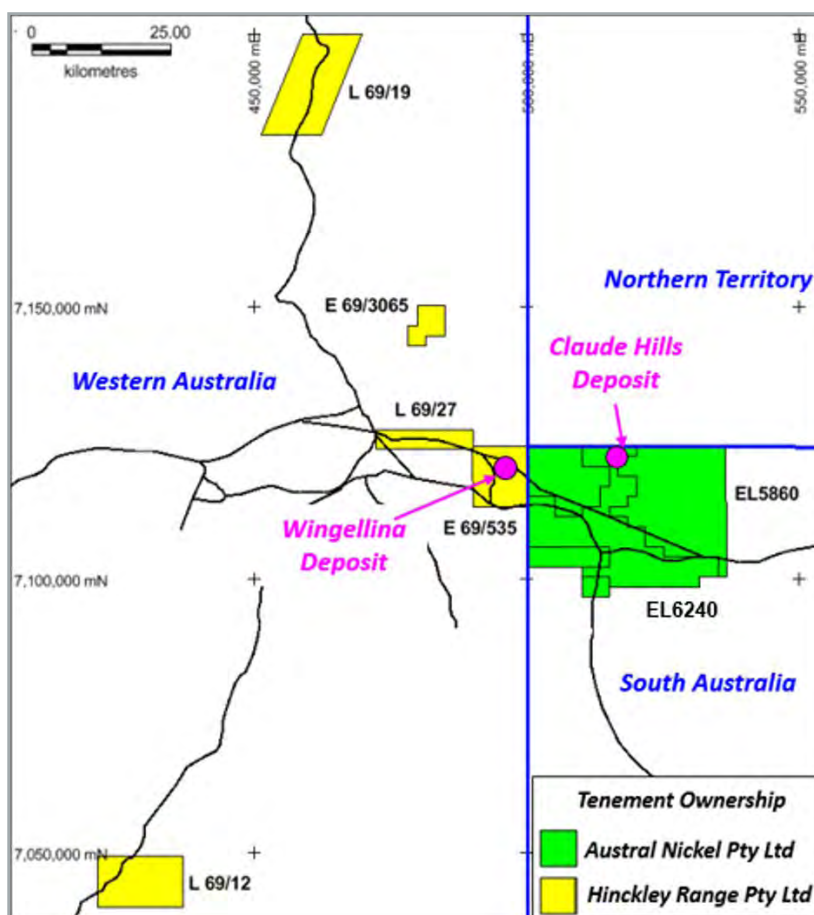 0 25.00
kilometres
450,000 mE
500,000 mE
550,000 mE
L 69/19
7,150,000 mN
E 69/3065
Northern Territory
Claude Hills
Deposit
Western Australia
L 69/27
EL5860
Wingellina
Deposit
E 69/535
7,100,000 mN
EL6240
South Australia
7,050,000 mN
L 69/12
Tenement Ownership
Austral Nickel Pty Ltd
Hinckley Range Pty Ltd